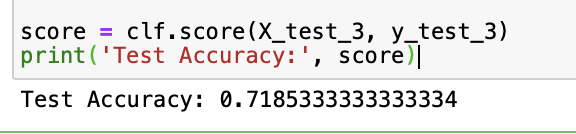 score = clf.score(X_test_3, y_test_3)
print('Test Accuracy:', score)
Test Accuracy: 0.7185333333333334